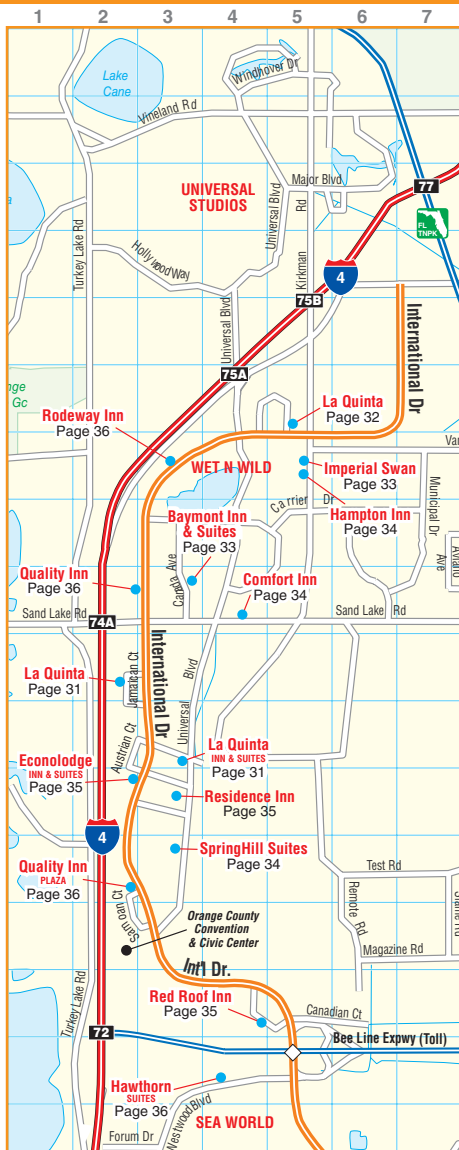 1 2 3 4 5 6 7
Lake
Cane
Windhover Dr
Vineland Rd
UNIVERSAL
STUDIOS
Major Blvd
77
FL
TNPK
Universal Blvd
Kirkman Rd
Turkey Lake Rd
Hollywood Way
4
75B
Universal Blvd
75A
International Dr
Gc
La Quinta
Page 32
Rodeway Inn
Page 36
WET N WILD
Imperial Swan
Page 33
Carrier Dr
Hampton Inn
Page 34
Municipal Dr
Baymont Inn
& Suites
Page 33
Ave
Quality Inn
Page 36
Comfort Inn
Page 34
Sand Lake Rd
Sand Lake Rd
74A
La Quinta
Page 31
Jamaican Ct
International Dr
Universal Blvd
Austrian Ct
La Quinta
INN & SUITES
Page 31
Econolodge
INN & SUITES
Page 35
Residence Inn
Page 35
4
SpringHill Suites
Page 34
Test Rd
Quality Inn
PLAZA
Page 36
Samoan Ct
Remote Rd
Orange County
Convention
& Civic Center
Magazine Rd
Int'l Dr.
Red Roof Inn
Page 35
Canadian Ct
Turkey Lake Rd
72
Bee Line Expwy (Toll)
Hawthorn
SUITES
Page 36
Westwood Blvd
SEA WORLD
Forum Dr